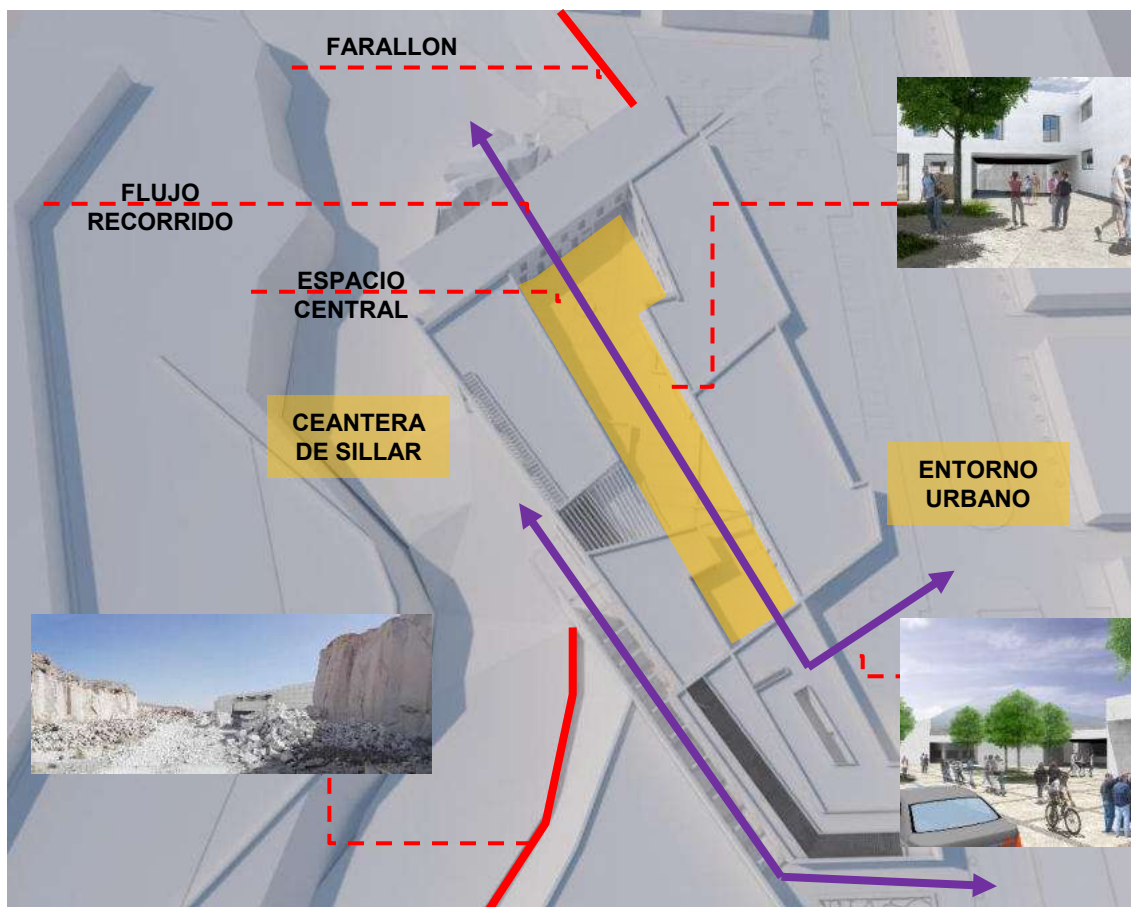 FARALLON
FLUJO
RECORRIDO
ESPACIO
CENTRAL
CEANTERA
DE SILLAR
ENTORNO
URBANO